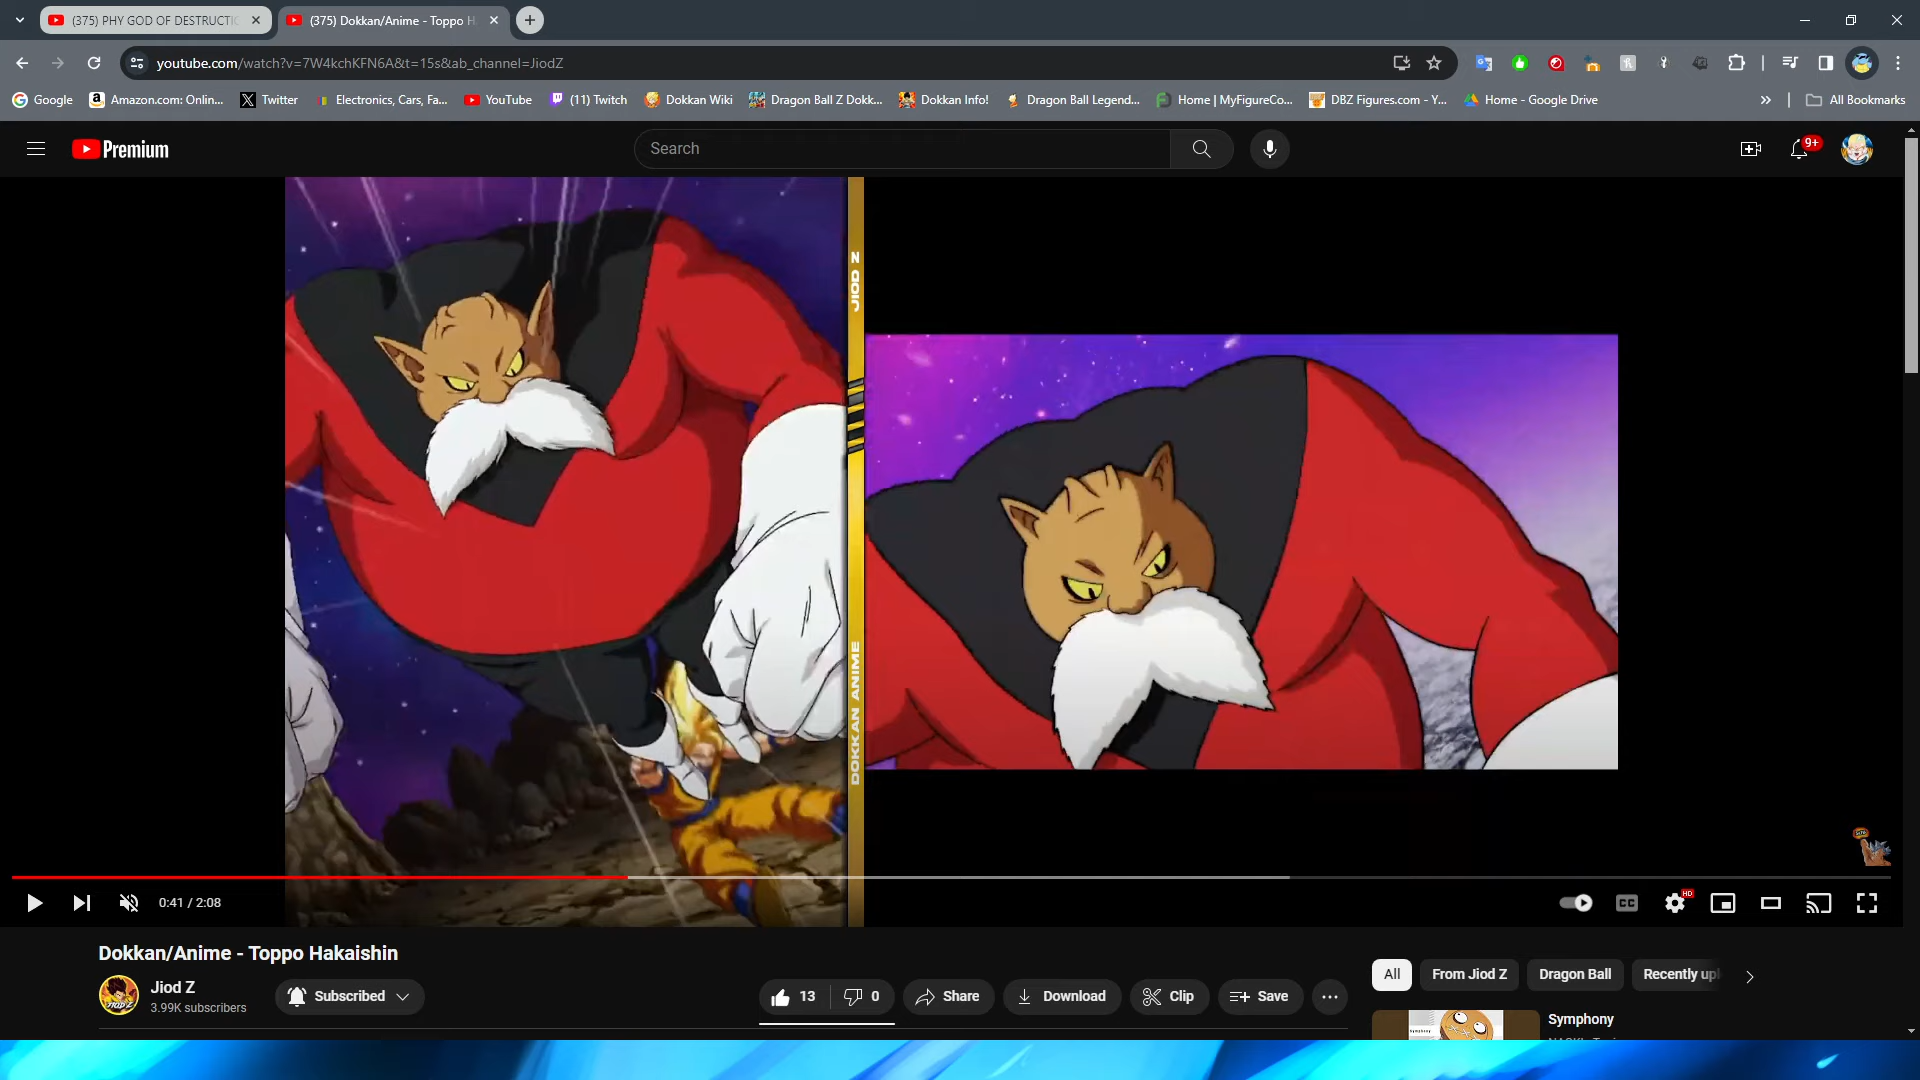 (375) PHY GOD OF DESTRUCTIO
(375) Dokkan/Anime - Toppo H
youtube.com/watch?v=7W4kchKFN6A&t=15s&ab_channel=JiodZ
Google
Amazon.com: Onlin...
Twitter
Electronics, Cars, Fa...
YouTube
(11) Twitch
Dokkan Wiki
Dragon Ball Z Dokk...
Dokkan Info!
Dragon Ball Legend...
Home | MyFigureCo...
DBZ Figures.com - Y...
Home - Google Drive
All Bookmarks
Premium
Search
9+
JIOD Z
DOKKAN ANIME
0:41 / 2:08
CC
HD
Dokkan/Anime - Toppo Hakaishin
Jiod Z
3.99K subscribers
Subscribed
13
0
Share
Download
Clip
Save
All
From Jiod Z
Dragon Ball
Recently upl
Symphony